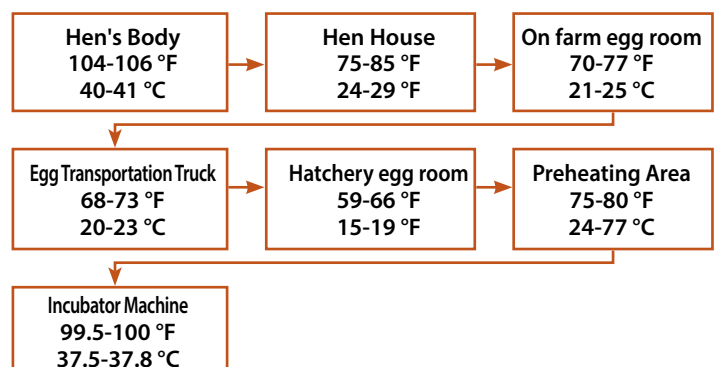 Hen's Body
104-106 °F
40-41 °C
Hen House
75-85 °F
24-29 °F
On farm egg room
70-77 °F
21-25 °C
Egg Transportation Truck
68-73 °F
20-23 °C
Hatchery egg room
59-66 °F
15-19 °F
Preheating Area
75-80 °F
24-77 °C
Incubator Machine
99.5-100 °F
37.5-37.8 °C